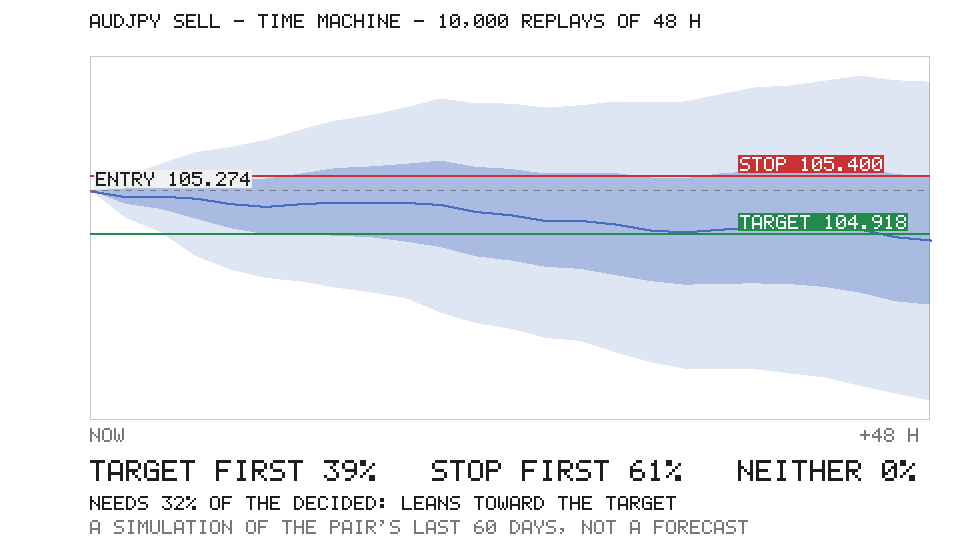 AUDJPY SELL - TIME MACHINE - 10,000 REPLAYS OF 48 H
STOP 105.400
ENTRY 105.274
TARGET 104.918
NOW +48 H
TARGET FIRST 39% STOP FIRST 61% NEITHER 0%
NEEDS 32% OF THE DECIDED: LEANS TOWARD THE TARGET
A SIMULATION OF THE PAIR'S LAST 60 DAYS, NOT A FORECAST